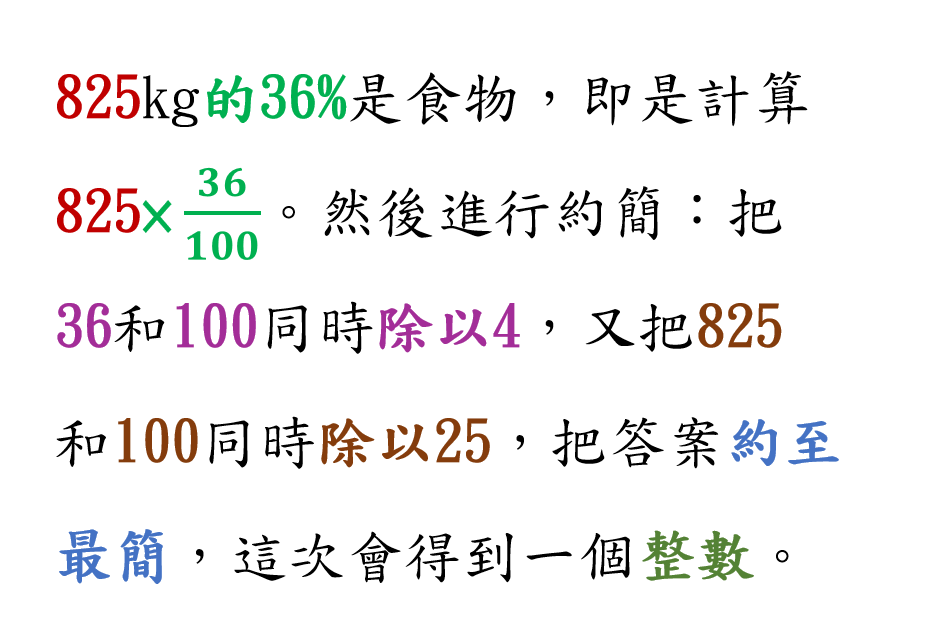 825kg的36%是食物，即是計算
825×36/100。然後進行約簡：把
36和100同時除以4，又把825
和100同時除以25，把答案約至
最簡，這次會得到一個整數。